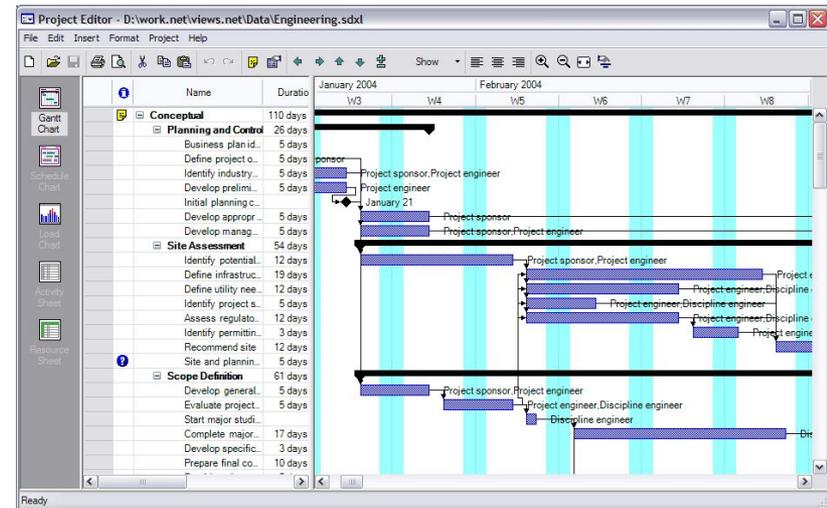 Project Editor - D:\work.net\views.net\Data\Engineering.sdxl
File Edit Insert Format Project Help
Show
Name Duratio
January 2004 February 2004
W3 W4 W5 W6 W7 W8
Gantt
Chart
Schedule
Chart
Load
Chart
Activity
Sheet
Resource
Sheet
Conceptual 110 days
Planning and Control 26 days
Business plan id... 5 days
Define project o... 5 days ponsor
Identify industry... 5 days Project sponsor,Project engineer
Develop prelimi... 5 days Project engineer
Initial planning c... January 21
Develop appropr... 5 days Project sponsor
Develop manag... 5 days Project sponsor,Project engineer
Site Assessment 54 days
Identify potential... 12 days Project sponsor,Project engineer
Define infrastruc... 19 days Project e
Define utility nee... 12 days Project engineer,Discipline
Identify project s... 5 days Project engineer,Discipline engineer
Assess regulato... 12 days Project engineer,Discipline
Identify permittin... 3 days Project engine
Recommend site 12 days
Site and plannin... 5 days
Scope Definition 61 days
Develop general... 5 days Project sponsor,Project engineer
Evaluate project... 5 days Project engineer,Discipline engineer
Start major studi... Discipline engineer
Complete major... 17 days Dis
Develop specific... 3 days
Prepare final co... 10 days
Ready